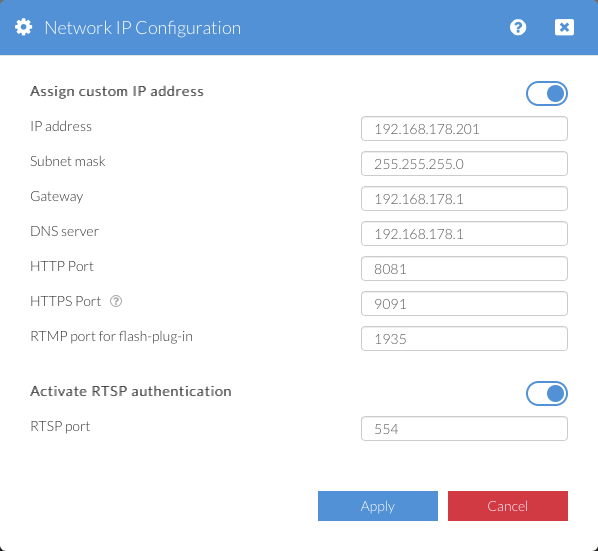 Network IP Configuration
Assign custom IP address
IP address 192.168.178.201
Subnet mask 255.255.255.0
Gateway 192.168.178.1
DNS server 192.168.178.1
HTTP Port 8081
HTTPS Port ? 9091
RTMP port for flash-plug-in 1935
Activate RTSP authentication
RTSP port 554
Apply Cancel